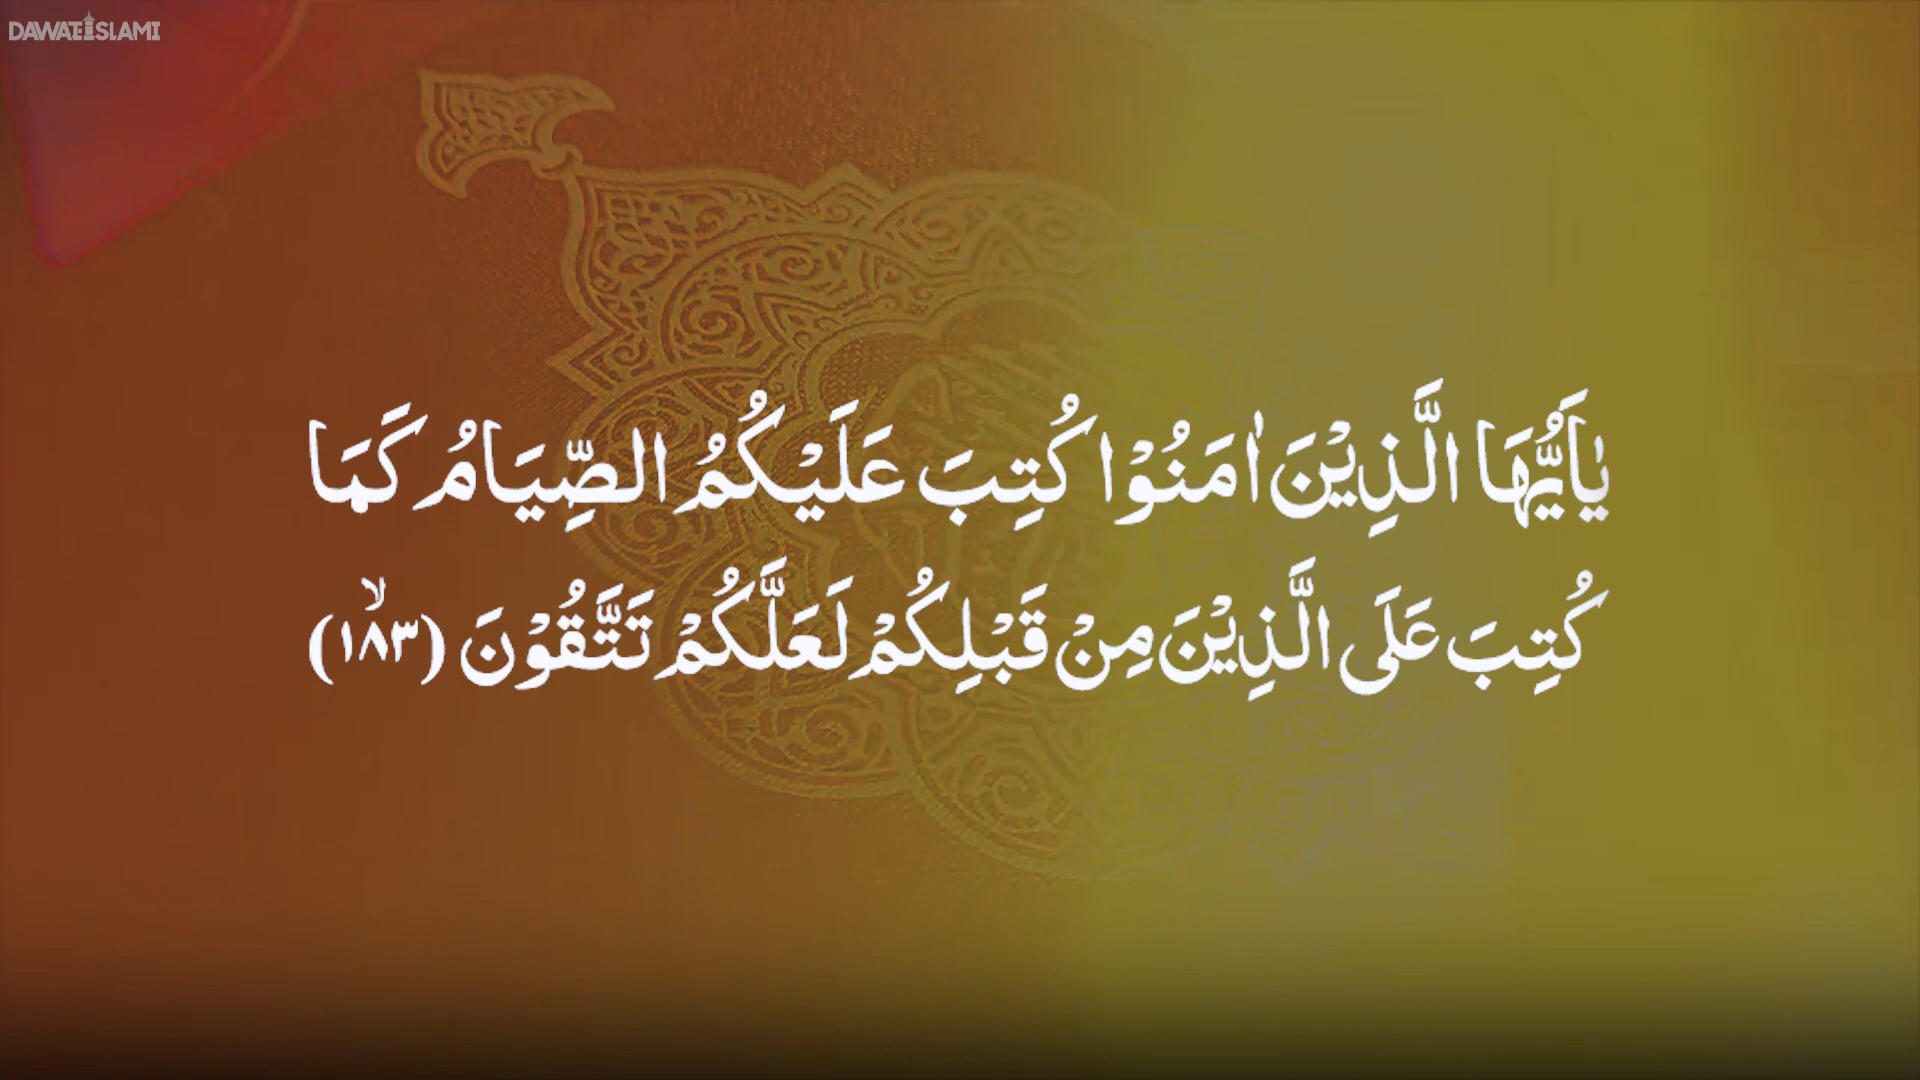 DAWATEISLAMI
یٰۤاَیُّهَا الَّذِیْنَ اٰمَنُوْا كُتِبَ عَلَیْكُمُ الصِّیَامُ كَمَا
كُتِبَ عَلَى الَّذِیْنَ مِنْ قَبْلِكُمْ لَعَلَّكُمْ تَتَّقُوْنَۙ (۱۸۳)